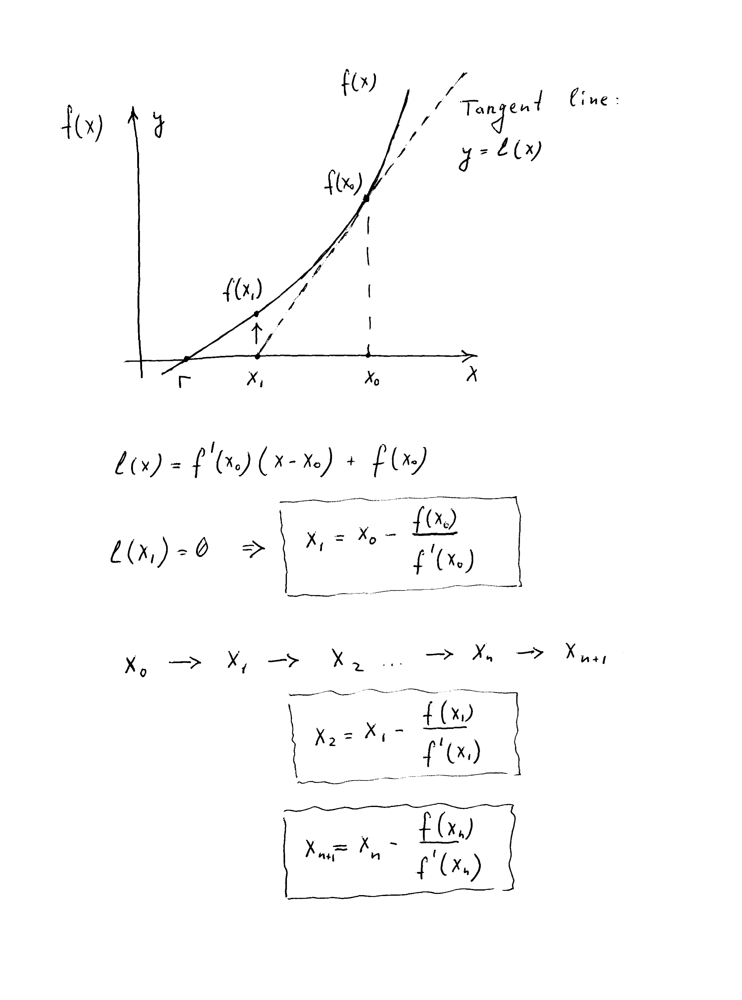 f(x)
Tangent line:
f(x) y
y = ℓ(x)
f(x₀)
f(x₁)
r x₁ x₀ x
ℓ(x) = f'(x₀)(x - x₀) + f(x₀)
ℓ(x₁) = 0 ⇒ x₁ = x₀ - f(x₀) / f'(x₀)
x₀ → x₁ → x₂ ... → xₙ → xₙ₊₁
x₂ = x₁ - f(x₁) / f'(x₁)
xₙ₊₁ = xₙ - f(xₙ) / f'(xₙ)